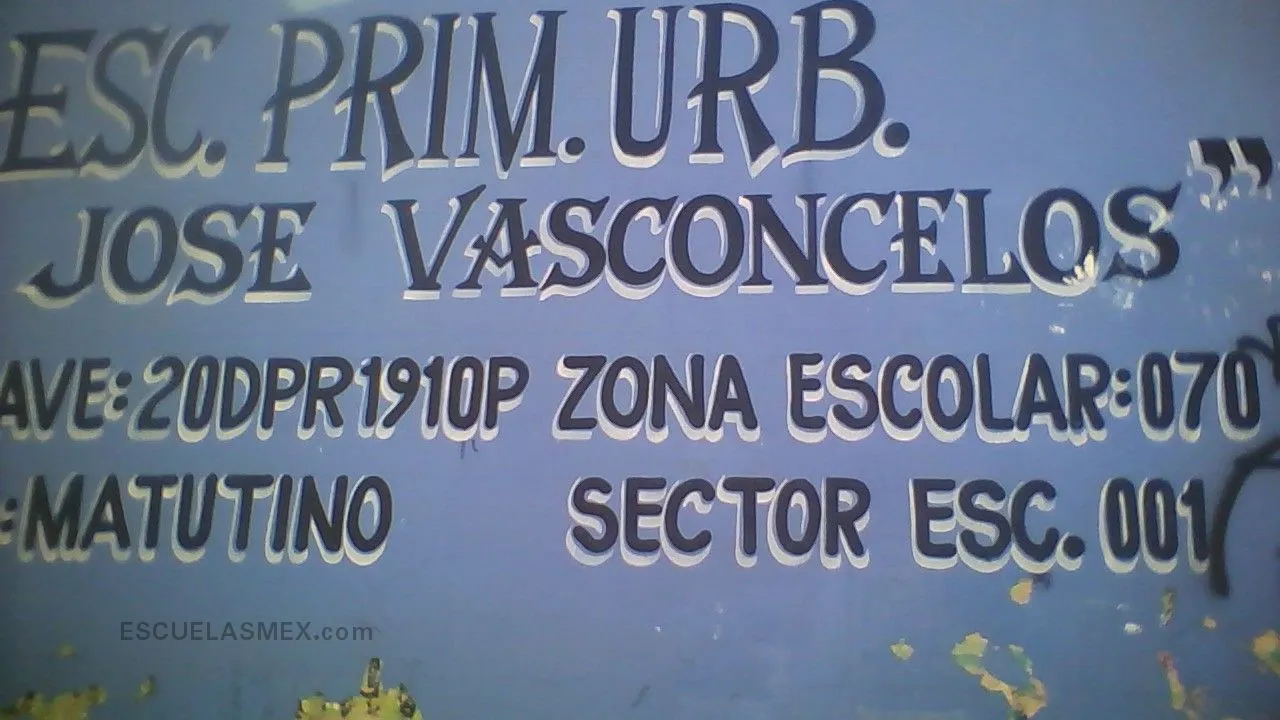 ESC. PRIM. URB.
JOSE VASCONCELOS"
AVE: 20DPR1910P ZONA ESCOLAR: 070
: MATUTINO SECTOR ESC. 001
ESCUELASMEX.com